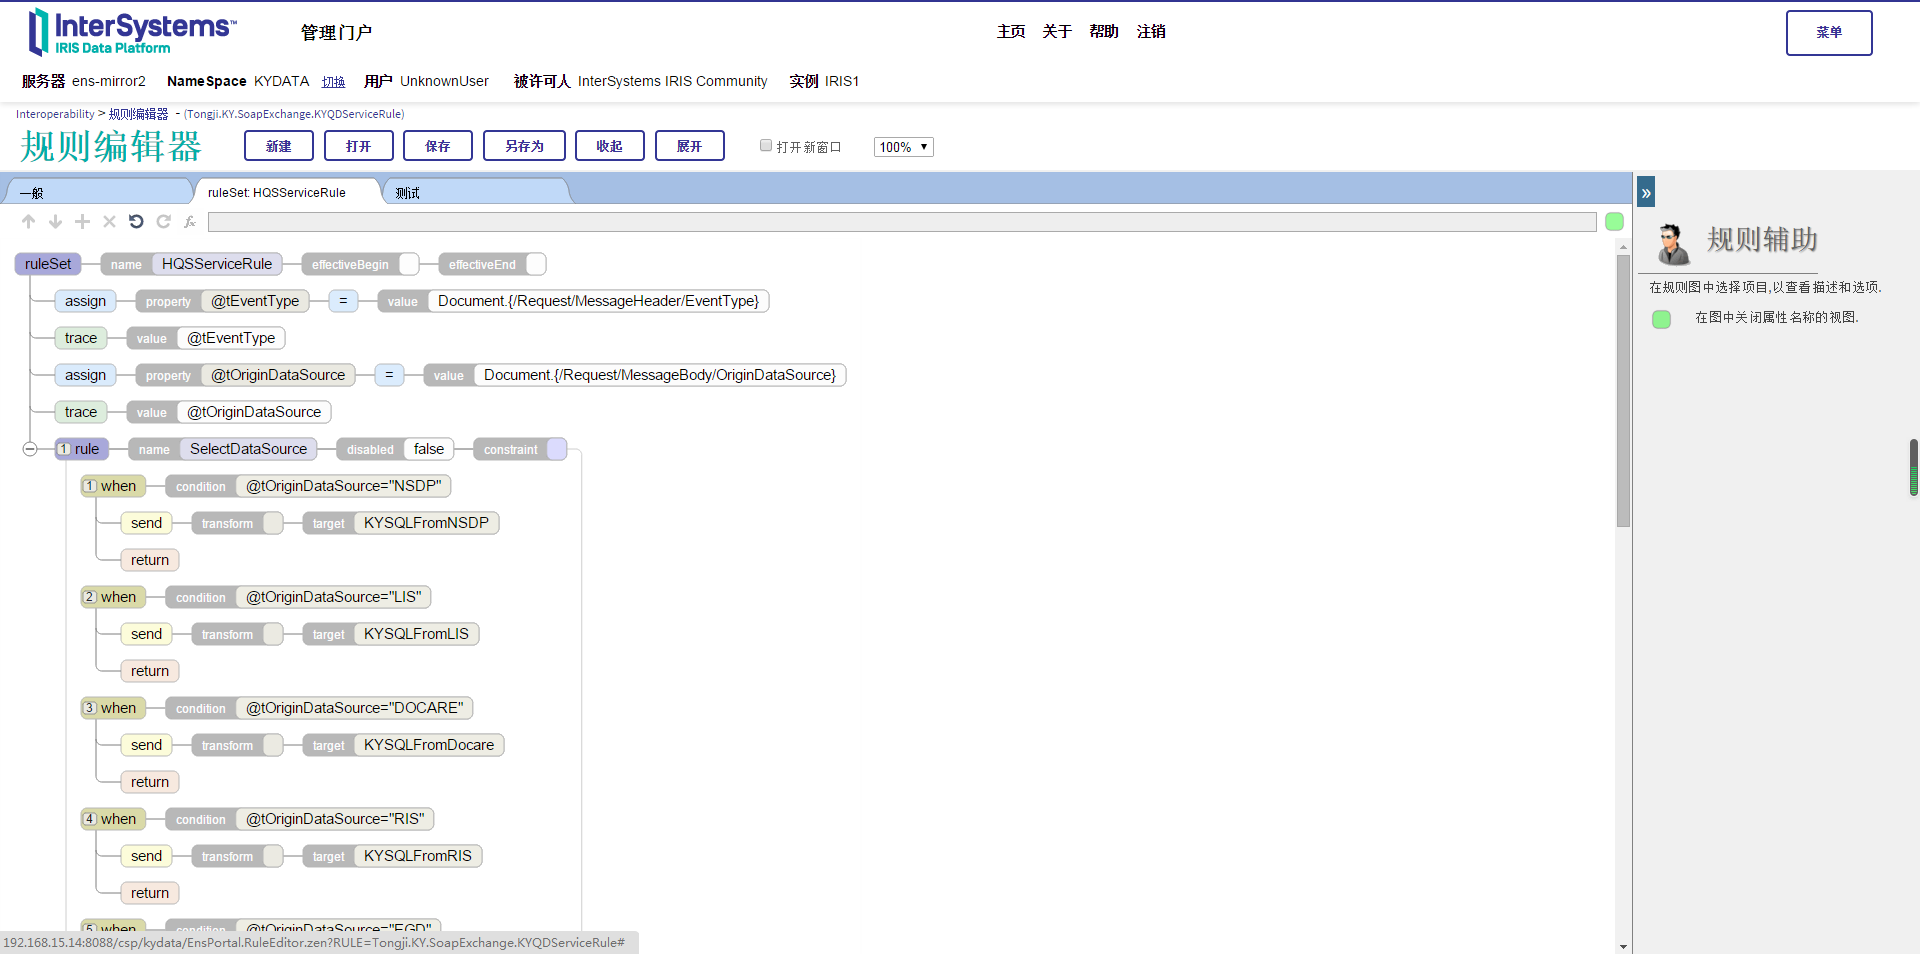 InterSystems™
IRIS Data Platform
管理门户
主页 关于 帮助 注销
菜单
服务器 ens-mirror2 NameSpace KYDATA 切换 用户 UnknownUser 被许可人 InterSystems IRIS Community 实例 IRIS1
Interoperability > 规则编辑器 - (Tongji.KY.SoapExchange.KYQDServiceRule)
规则编辑器
新建 打开 保存 另存为 收起 展开 打开新窗口 100%
一般 ruleSet: HQSServiceRule 测试
fx
ruleSet name HQSServiceRule effectiveBegin effectiveEnd
assign property @tEventType = value Document.{/Request/MessageHeader/EventType}
trace value @tEventType
assign property @tOriginDataSource = value Document.{/Request/MessageBody/OriginDataSource}
trace value @tOriginDataSource
1 rule name SelectDataSource disabled false constraint
1 when condition @tOriginDataSource="NSDP"
send transform target KYSQLFromNSDP
return
2 when condition @tOriginDataSource="LIS"
send transform target KYSQLFromLIS
return
3 when condition @tOriginDataSource="DOCARE"
send transform target KYSQLFromDocare
return
4 when condition @tOriginDataSource="RIS"
send transform target KYSQLFromRIS
return
5 when condition @tOriginDataSource="EGD"
192.168.15.14:8088/csp/kydata/EnsPortal.RuleEditor.zen?RULE=Tongji.KY.SoapExchange.KYQDServiceRule#
»
规则辅助
在规则图中选择项目,以查看描述和选项.
在图中关闭属性名称的视图.